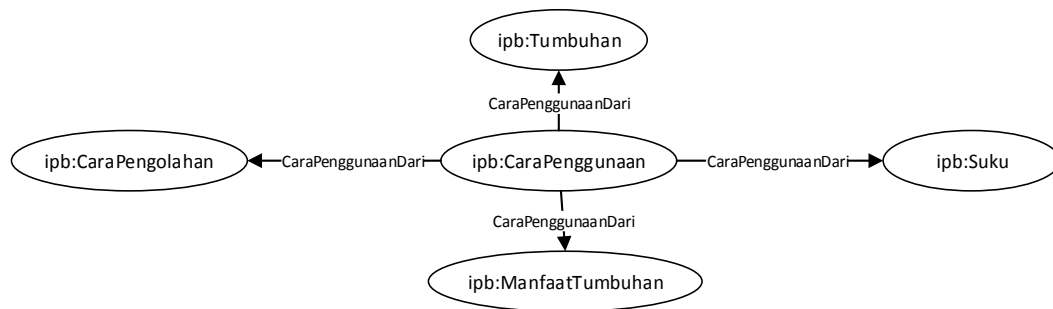 ipb:Tumbuhan
CaraPenggunaanDari
ipb:CaraPengolahan
CaraPenggunaanDari
ipb:CaraPenggunaan
CaraPenggunaanDari
ipb:Suku
CaraPenggunaanDari
ipb:ManfaatTumbuhan